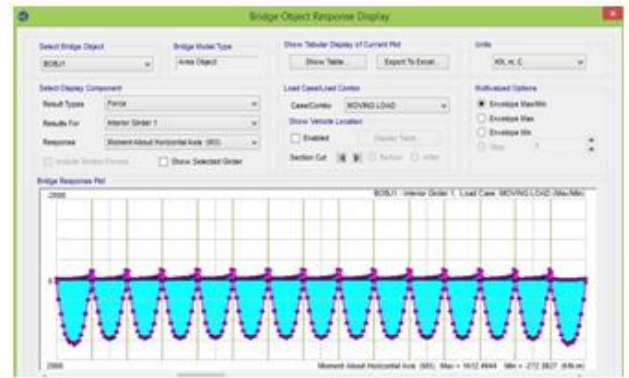 Bridge Object Response Display
Select Bridge Object
BOBJ1
Bridge Model Type
Area Object
Show Tabular Display of Current Plot
Show Table...
Export To Excel...
Units
KN, m, C
Select Display Component
Result Types
Force
Results For
Interior Girder 1
Response
Moment About Horizontal Axis (M3)
Show Selected Girder
Load Case/Load Combo
Case/Combo
MOVING LOAD
Show Vehicle Location
Enabled
Display Table...
Section Cut
Before
After
Multivalued Options
Envelope Max/Min
Envelope Max
Envelope Min
Step
Bridge Response Plot
BOBJ1 - Interior Girder 1, Load Case MOVING LOAD (Max/Min)
0
2000
Moment About Horizontal Axis (M3)